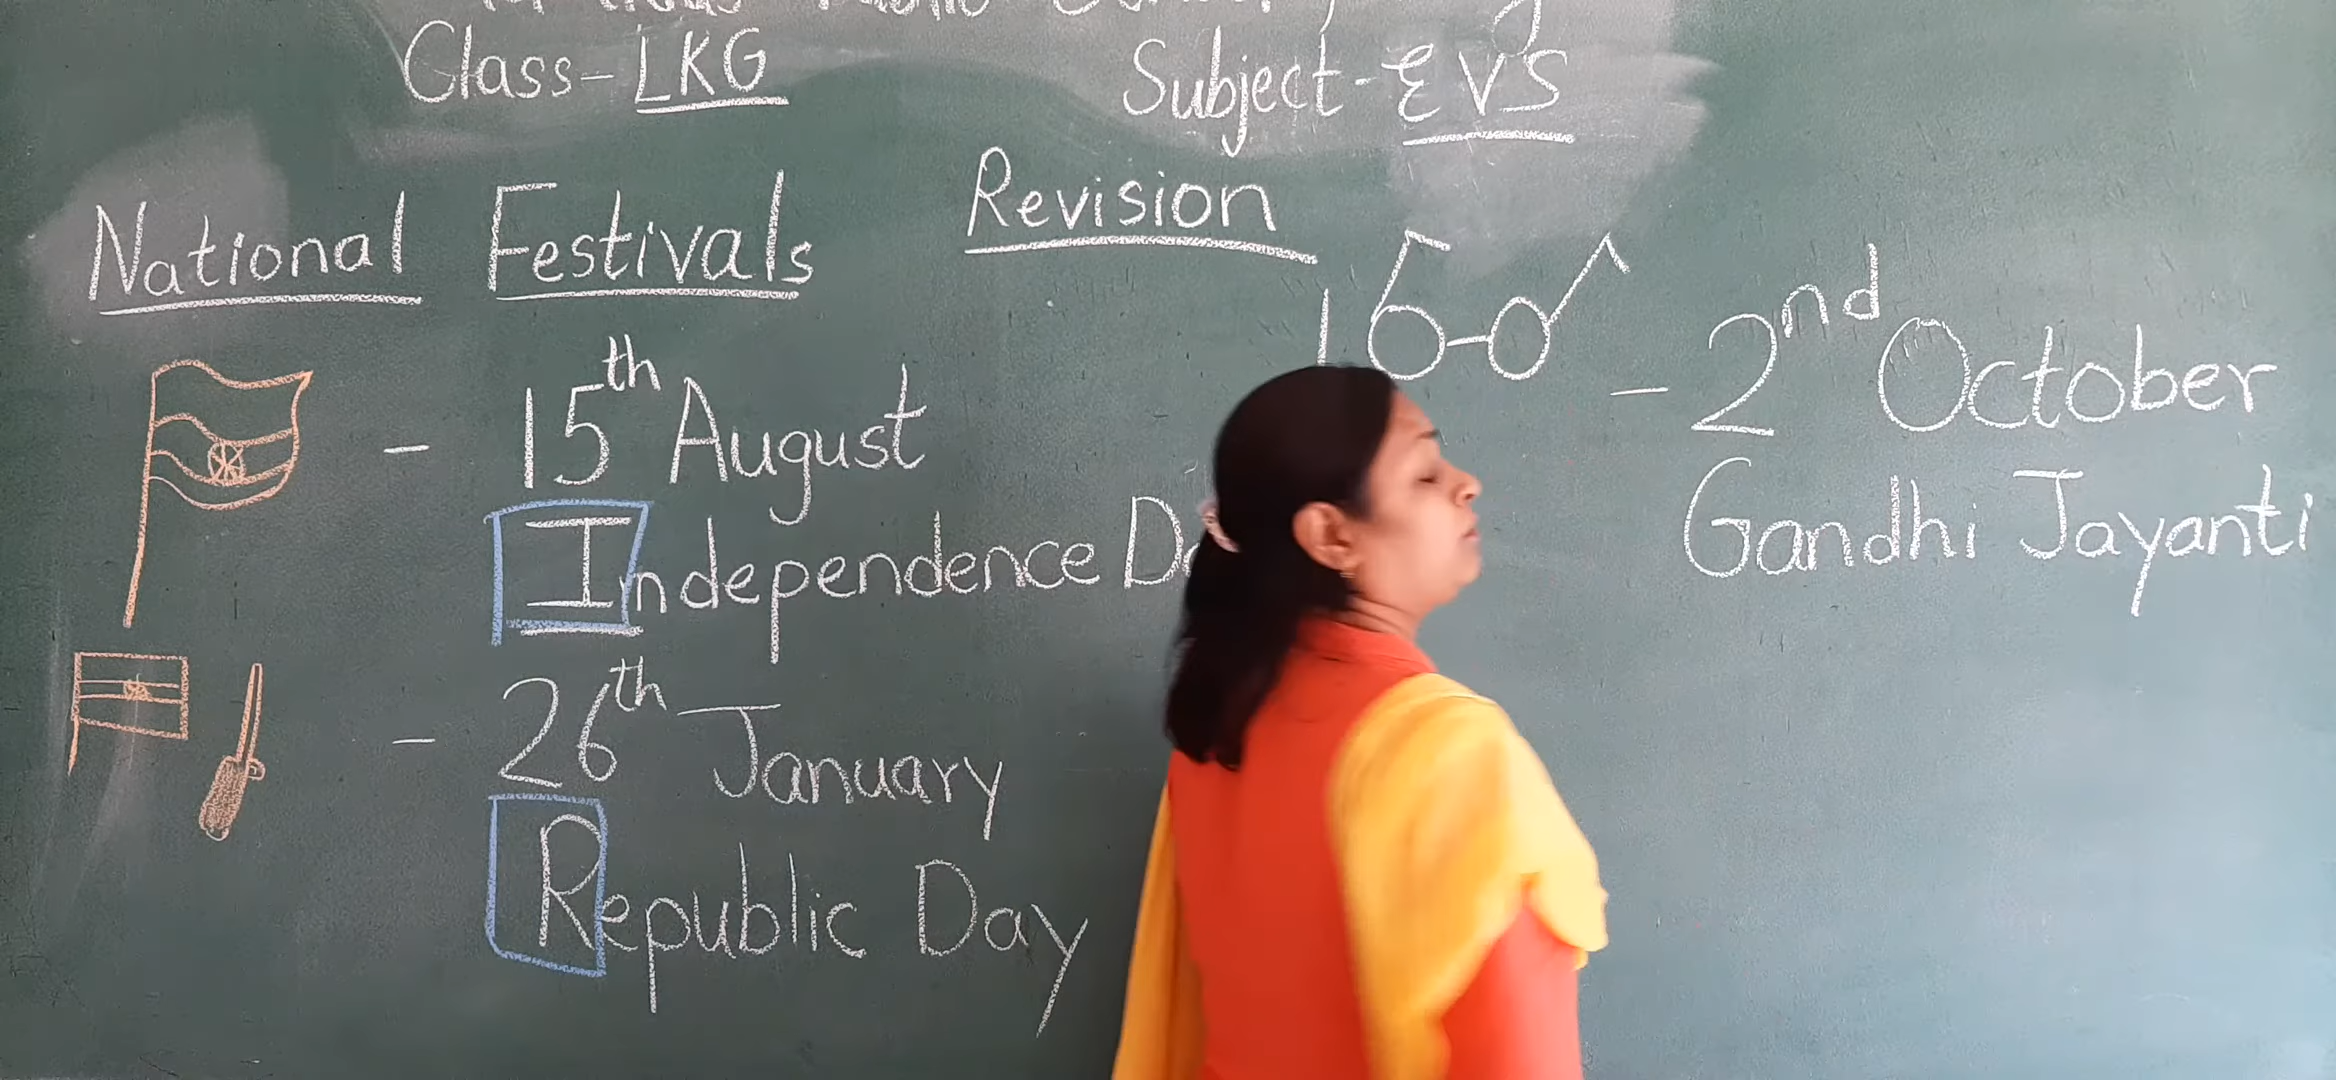 Class-LKG
Subject-EVS
National Festivals
Revision
15th August
Independence
26th January
Republic Day
- 2nd October
Gandhi Jayanti